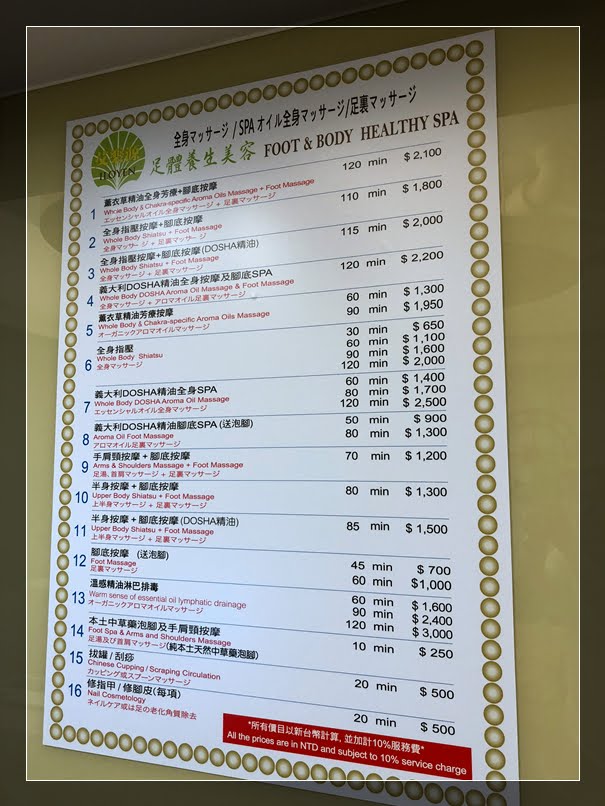 全身マッサージ / SPA オイル全身マッサージ/足裏マッサージ
HOYEN
足體養生美容 FOOT & BODY HEALTHY SPA
1 薰衣草精油全身芳療+腳底按摩 120 min $ 2,100
Whole Body & Chakra-specific Aroma Oils Massage + Foot Massage
エッセンシャルオイル全身マッサージ + 足裏マッサージ
2 全身指壓按摩+腳底按摩 110 min $ 1,800
Whole Body Shiatsu + Foot Massage
全身マッサージ + 足裏マッサージ
3 全身指壓按摩+腳底按摩(DOSHA精油) 115 min $ 2,000
Whole Body Shiatsu + Foot Massage
全身マッサージ + 足裏マッサージ
4 義大利DOSHA精油全身按摩及腳底SPA 120 min $ 2,200
Whole Body DOSHA Aroma Oil Massage & Foot Massage
全身マッサージ + アロマオイル足裏マッサージ
5 薰衣草精油芳療按摩 60 min $ 1,300
Whole Body & Chakra-specific Aroma Oils Massage 90 min $ 1,950
オーガニックアロマオイルマッサージ
6 全身指壓 30 min $ 650
Whole Body Shiatsu 60 min $ 1,100
全身マッサージ 90 min $ 1,600
120 min $ 2,000
7 義大利DOSHA精油全身SPA 60 min $ 1,400
Whole Body DOSHA Aroma Oil Massage 80 min $ 1,700
エッセンシャルオイル全身マッサージ 120 min $ 2,500
8 義大利DOSHA精油腳底SPA (送泡腳) 50 min $ 900
Aroma Oil Foot Massage 80 min $ 1,300
アロマオイル足裏マッサージ
9 手肩頸按摩 + 腳底按摩 70 min $ 1,200
Arms & Shoulders Massage + Foot Massage
足湯、首肩マッサージ + 足裏マッサージ
10 半身按摩 + 腳底按摩 80 min $ 1,300
Upper Body Shiatsu + Foot Massage
上半身マッサージ + 足裏マッサージ
11 半身按摩 + 腳底按摩(DOSHA精油) 85 min $ 1,500
Upper Body Shiatsu + Foot Massage
上半身マッサージ + 足裏マッサージ
12 腳底按摩 (送泡腳) 45 min $ 700
Foot Massage 60 min $1,000
足裏マッサージ
13 溫感精油淋巴排毒 60 min $ 1,600
Warm sense of essential oil lymphatic drainage 90 min $ 2,400
オーガニックアロマオイルマッサージ 120 min $ 3,000
14 本土中草藥泡腳及手肩頸按摩 10 min $ 250
Foot Spa & Arms and Shoulders Massage
足湯及び首肩マッサージ(純本土天然中草藥泡腳)
15 拔罐 / 刮痧 20 min $ 500
Chinese Cupping / Scraping Circulation
カッピング或スプーンマッサージ
16 修指甲 / 修腳皮(每項) 20 min $ 500
Nail Cosmetology
ネイルケア或は足の老化角質除去
*所有價目以新台幣計算, 並加計10%服務費*
All the prices are in NTD and subject to 10% service charge